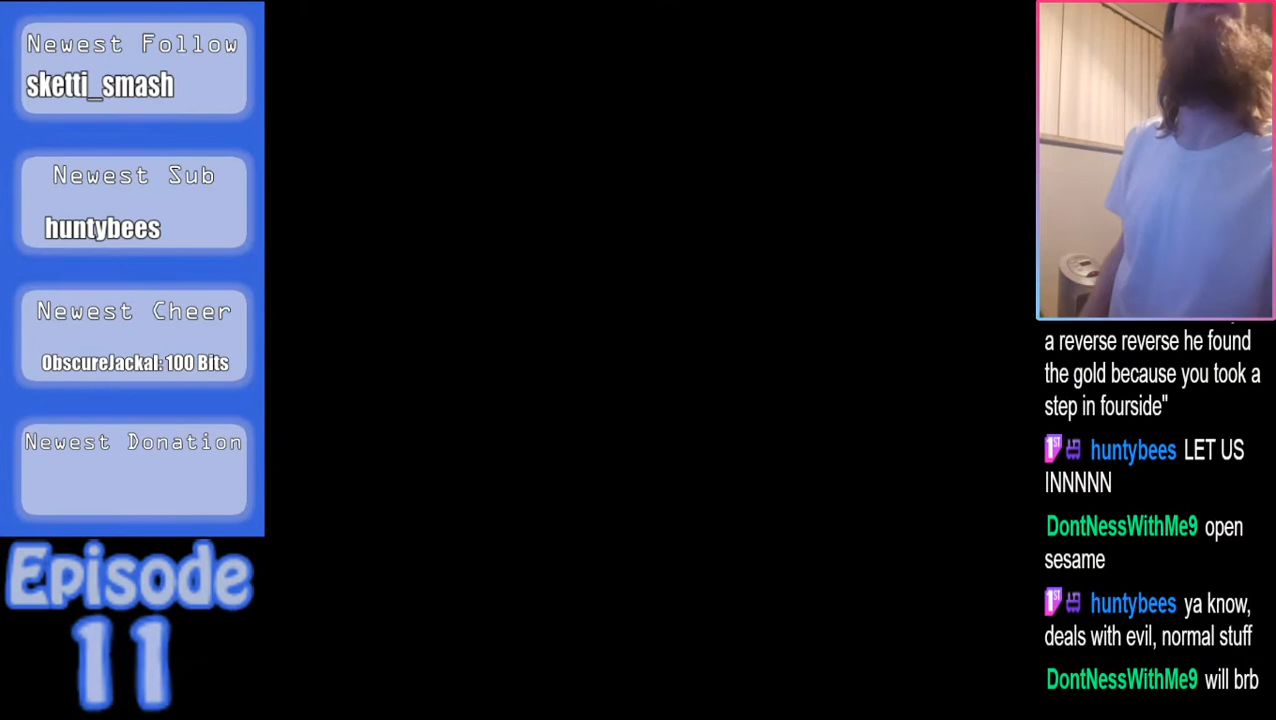 Newest Follow
sketti_smash
Newest Sub
huntybees
Newest Cheer
ObscureJackal: 100 Bits
Newest Donation
Episode
11
a reverse reverse he found
the gold because you took a
step in fourside"
1ST huntybees LET US
INNNNN
DontNessWithMe9 open
sesame
1ST huntybees ya know,
deals with evil, normal stuff
DontNessWithMe9 will brb